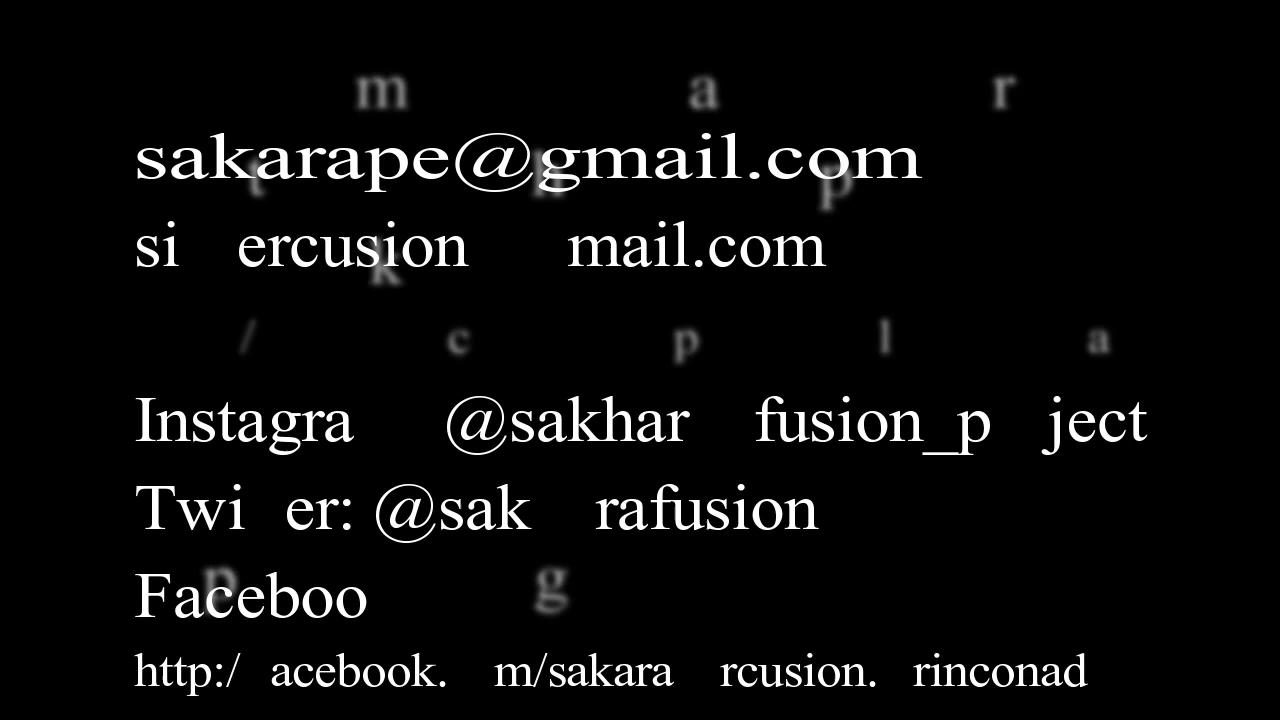 m a r
sakarape@gmail.com
t h p
si ercusion mail.com
k
/ c p l a
Instagra @sakhar fusion_p ject
Twi er: @sak rafusion
p g
Faceboo
http:/ acebook. m/sakara rcusion. rinconad